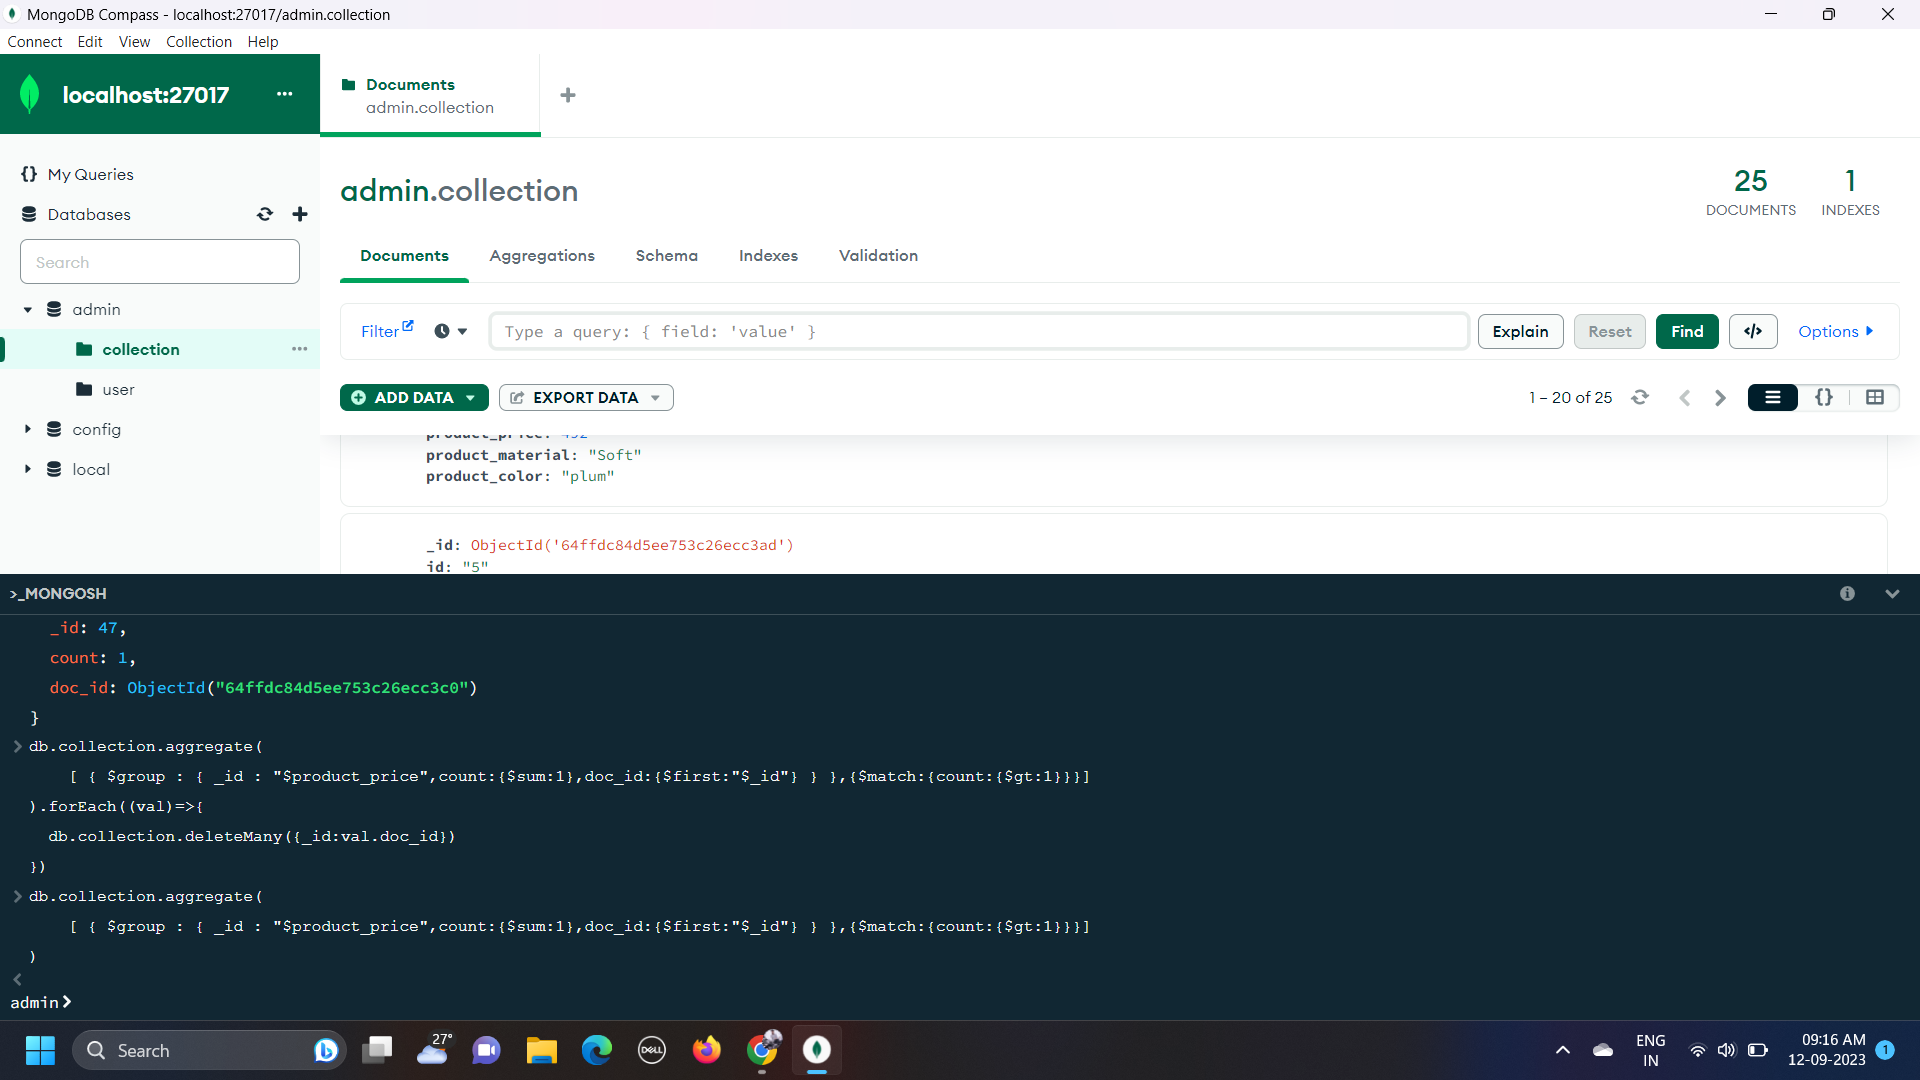 MongoDB Compass - localhost:27017/admin.collection
Connect Edit View Collection Help
localhost:27017 ...
Documents
admin.collection
{} My Queries
Databases
Search
admin
collection
user
config
local
admin.collection
25
DOCUMENTS
1
INDEXES
Documents Aggregations Schema Indexes Validation
Filter Type a query: { field: 'value' } Explain Reset Find </> Options
ADD DATA EXPORT DATA 1 – 20 of 25 {}
product_price: 492
product_material: "Soft"
product_color: "plum"
_id: ObjectId('64ffdc84d5ee753c26ecc3ad')
id: "5"
>_MONGOSH
_id: 47,
count: 1,
doc_id: ObjectId("64ffdc84d5ee753c26ecc3c0")
}
> db.collection.aggregate(
[ { $group : { _id : "$product_price",count:{$sum:1},doc_id:{$first:"$_id"} } },{$match:{count:{$gt:1}}}]
).forEach((val)=>{
db.collection.deleteMany({_id:val.doc_id})
})
> db.collection.aggregate(
[ { $group : { _id : "$product_price",count:{$sum:1},doc_id:{$first:"$_id"} } },{$match:{count:{$gt:1}}}]
)
<
admin>
Search
27°
DELL
ENG
IN
09:16 AM
12-09-2023
1